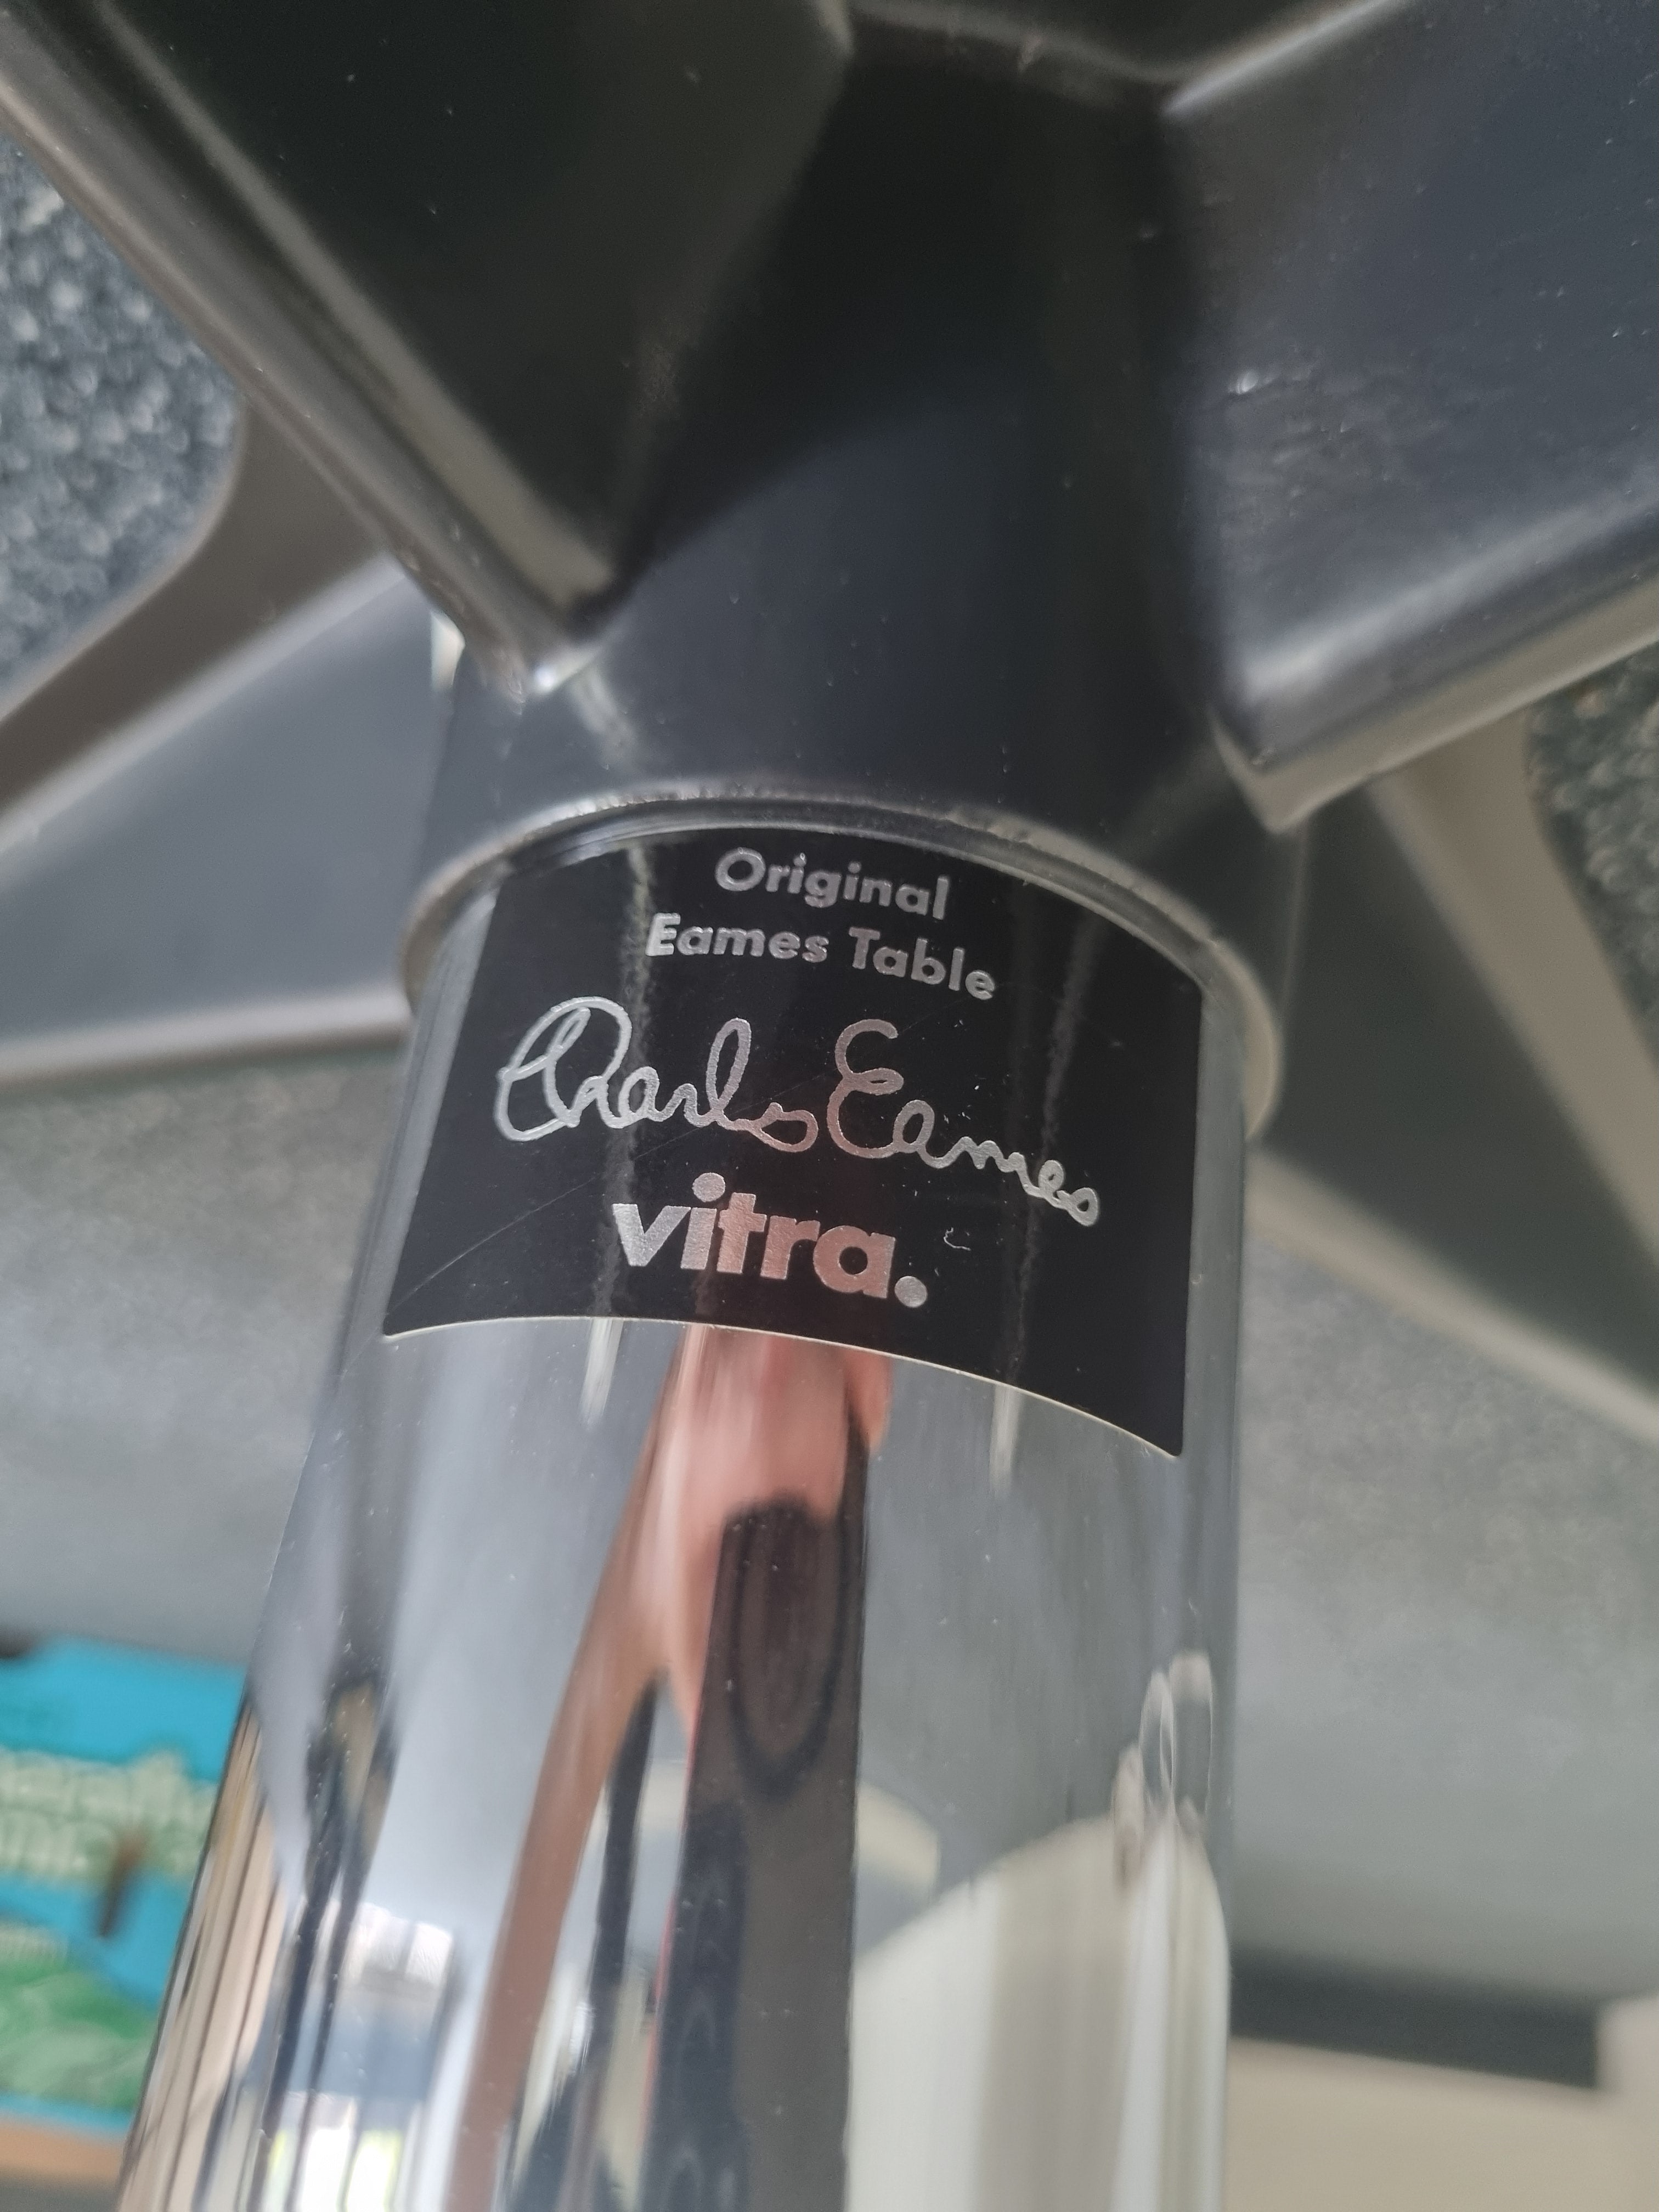 Original
Eames Table
Charles Eames
vitra.